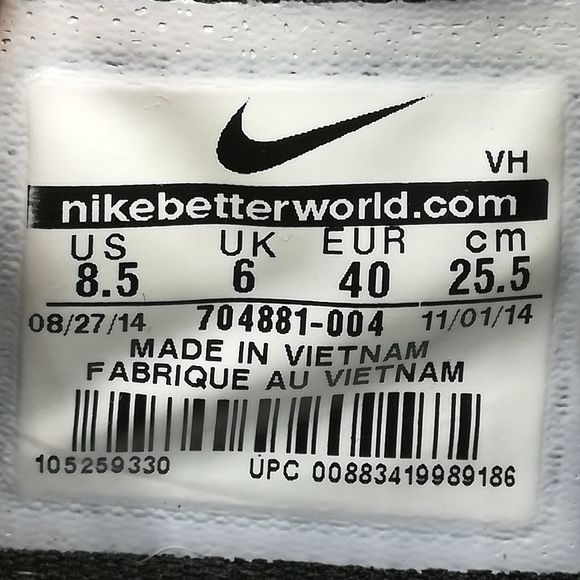 VH
nikebetterworld.com
US UK EUR cm
8.5 6 40 25.5
08/27/14 704881-004 11/01/14
MADE IN VIETNAM
FABRIQUE AU VIETNAM
105259330 UPC 00883419989186